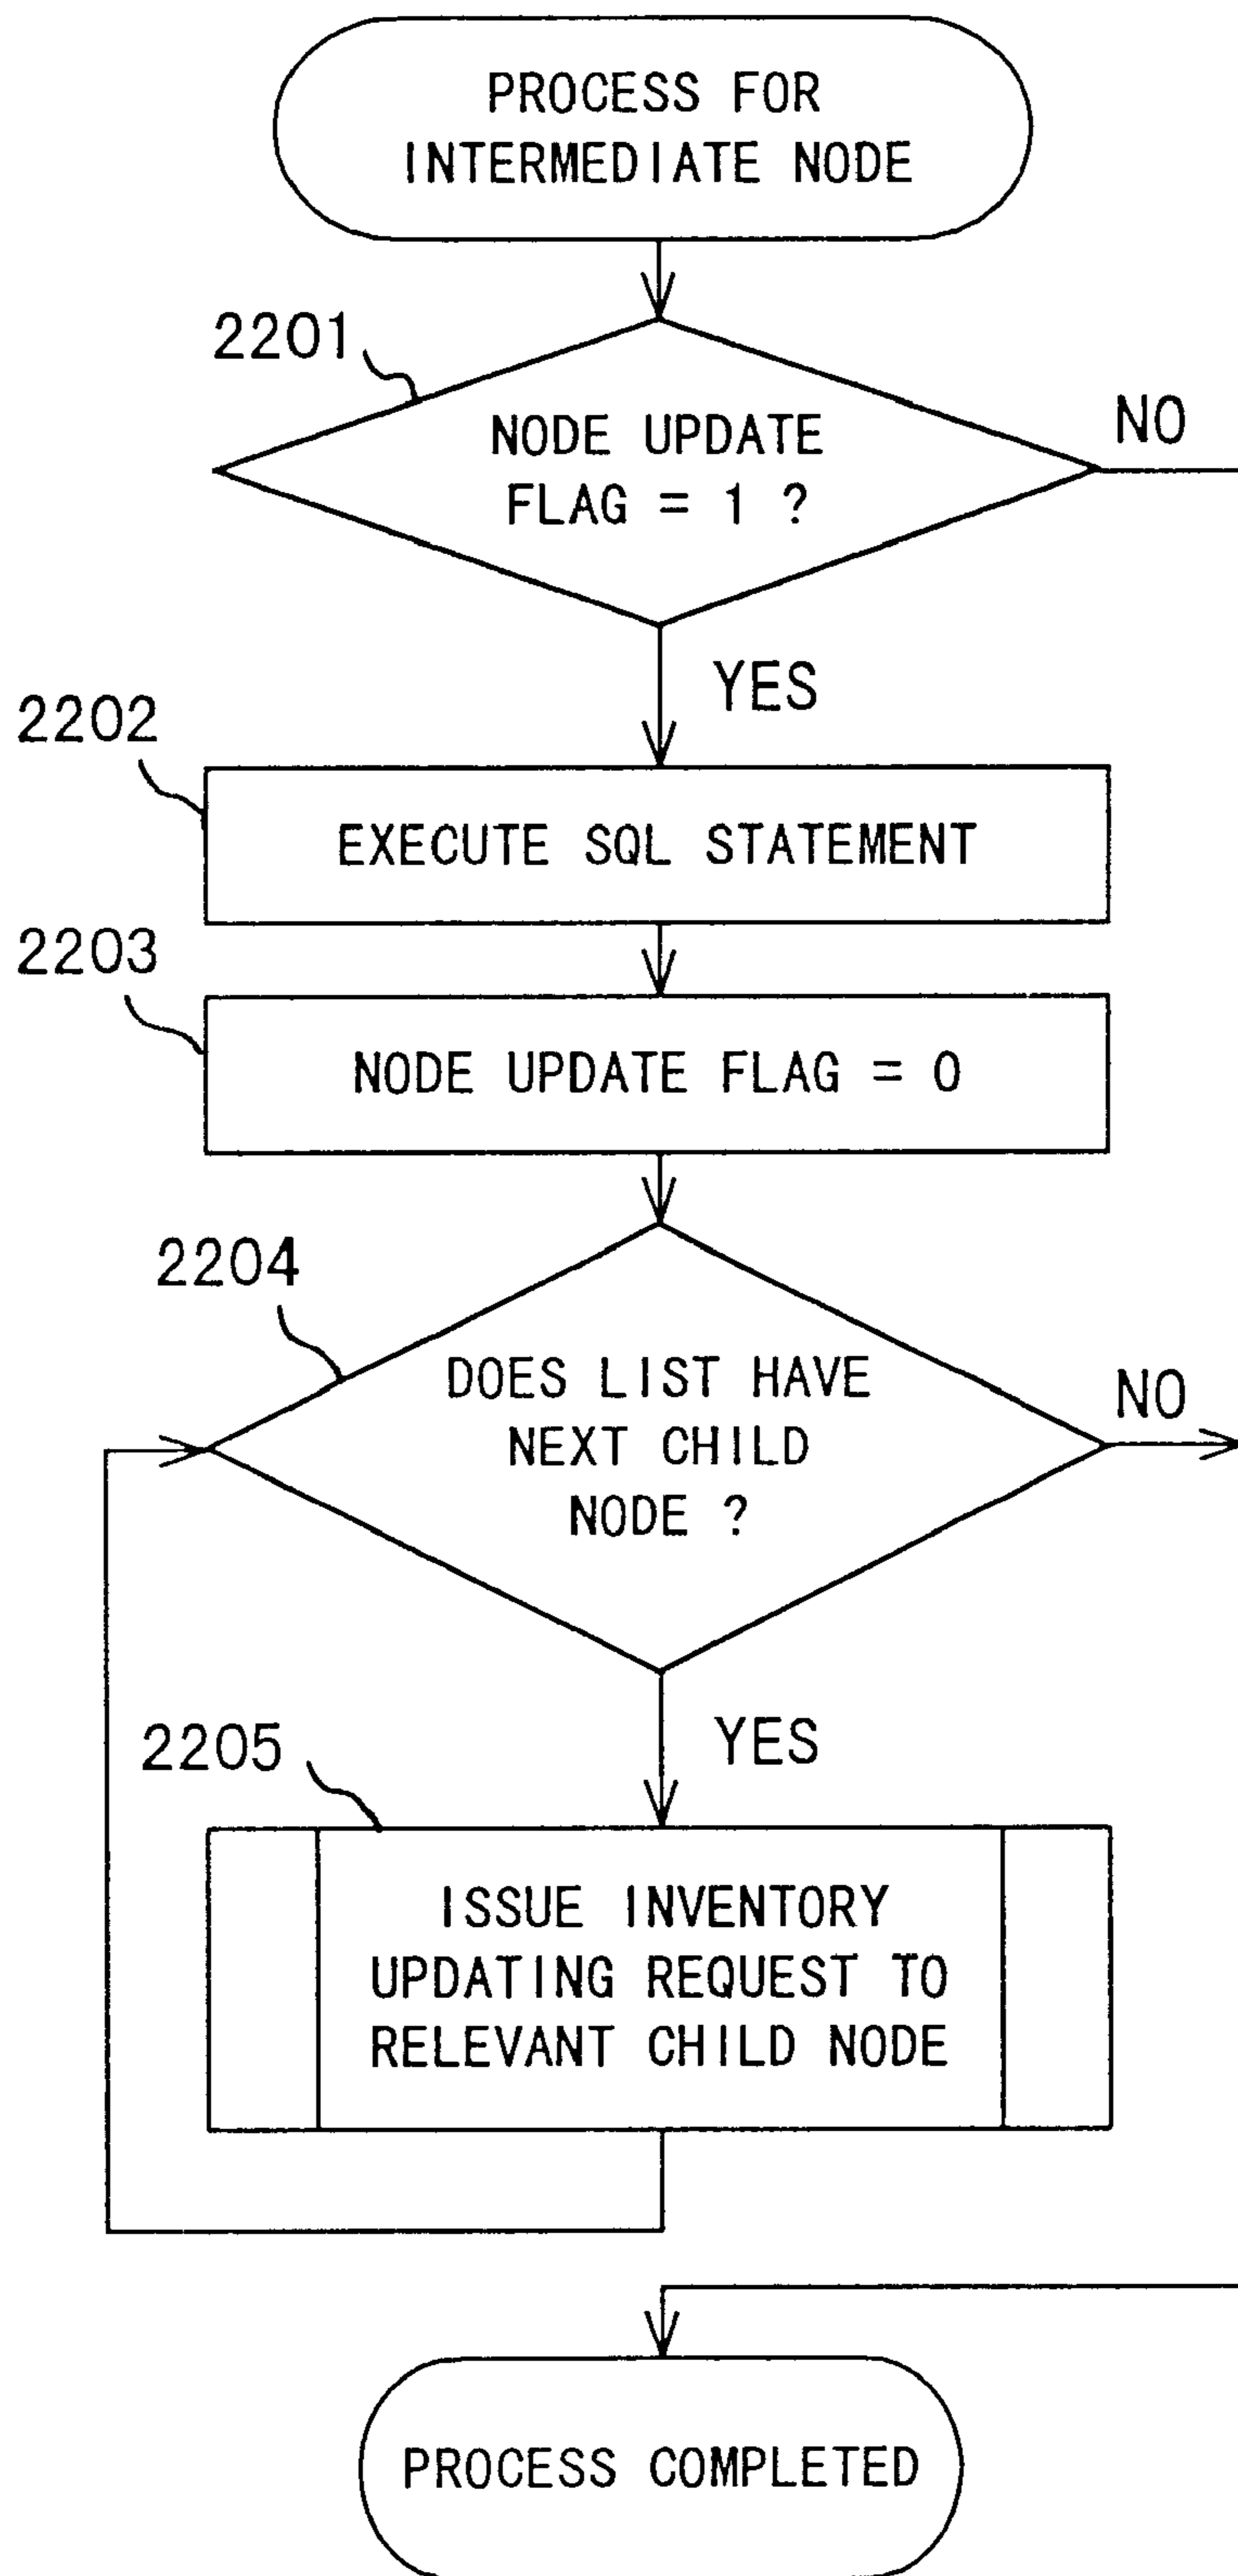 PROCESS FOR
INTERMEDIATE NODE
2201
NODE UPDATE
FLAG = 1 ?
NO
YES
2202
EXECUTE SQL STATEMENT
2203
NODE UPDATE FLAG = 0
2204
DOES LIST HAVE
NEXT CHILD
NODE ?
NO
YES
2205
ISSUE INVENTORY
UPDATING REQUEST TO
RELEVANT CHILD NODE
PROCESS COMPLETED